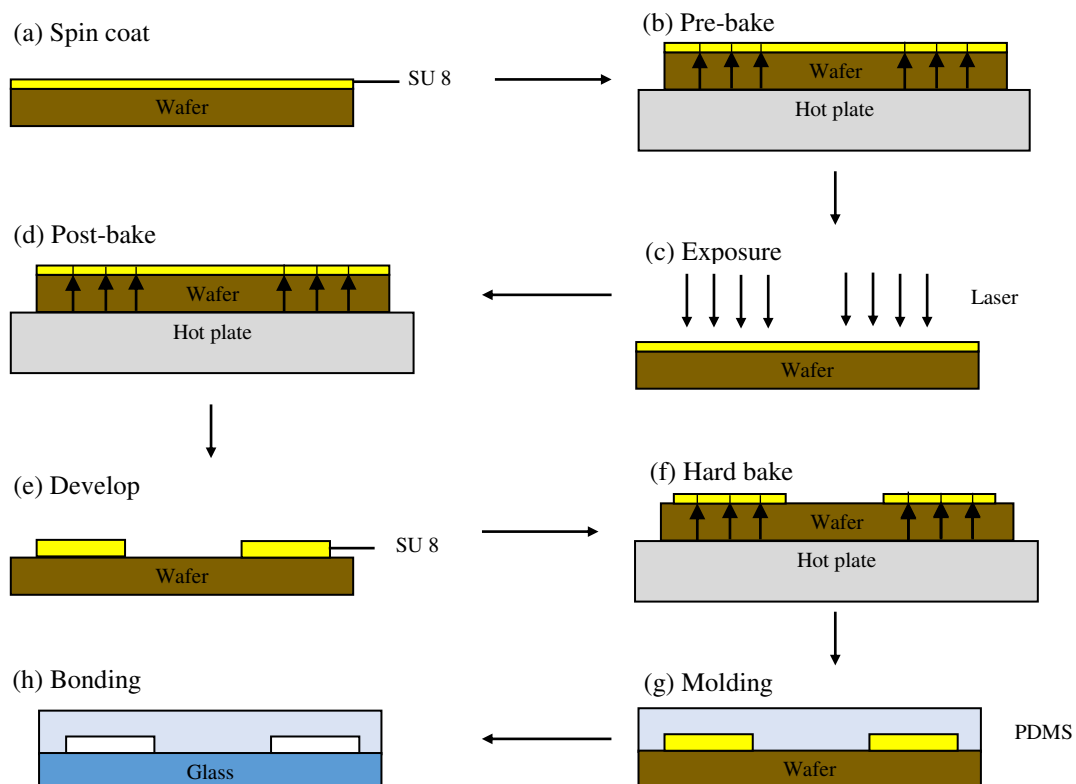 (a) Spin coat
SU 8
Wafer
(b) Pre-bake
Wafer
Hot plate
(c) Exposure
Laser
Wafer
(d) Post-bake
Wafer
Hot plate
(e) Develop
SU 8
Wafer
(f) Hard bake
Wafer
Hot plate
(g) Molding
PDMS
Wafer
(h) Bonding
Glass